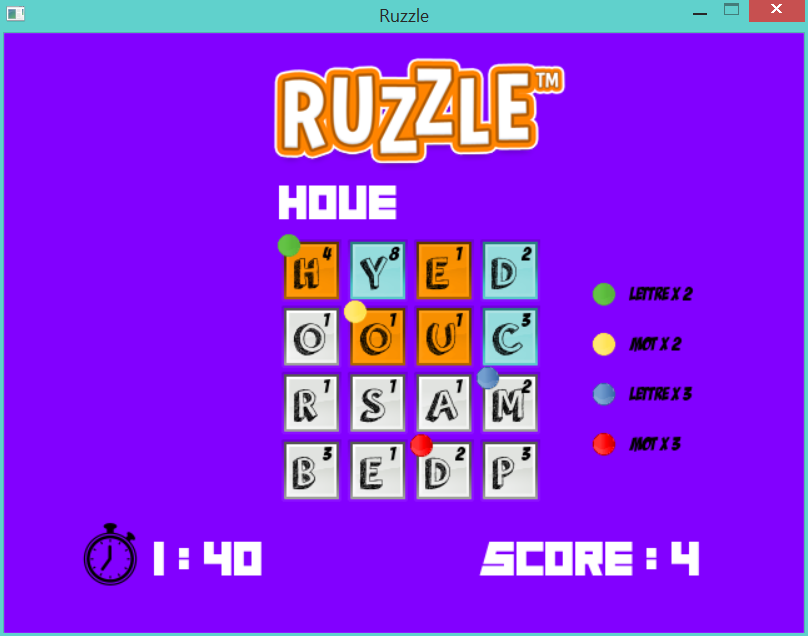 Ruzzle
RUZZLE™
HOUE
H4 Y8 E1 D2
O1 O1 U1 C3
R1 S1 A1 M2
B3 E1 D2 P3
LETTRE X 2
MOT X 2
LETTRE X 3
MOT X 3
1 : 40
SCORE : 4